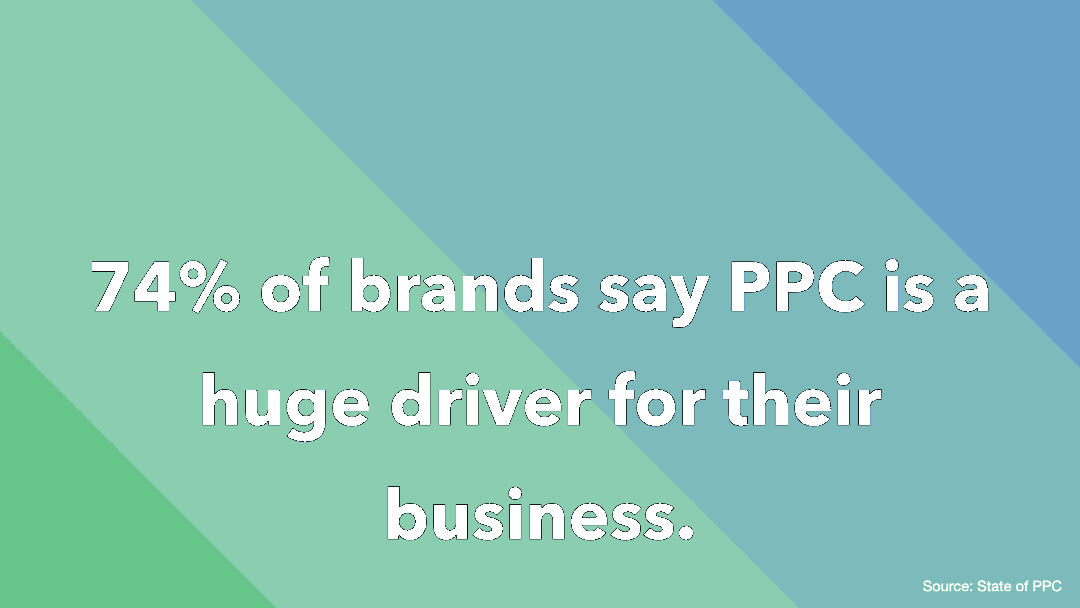 74% of brands say PPC is a
huge driver for their
business.
Source: State of PPC